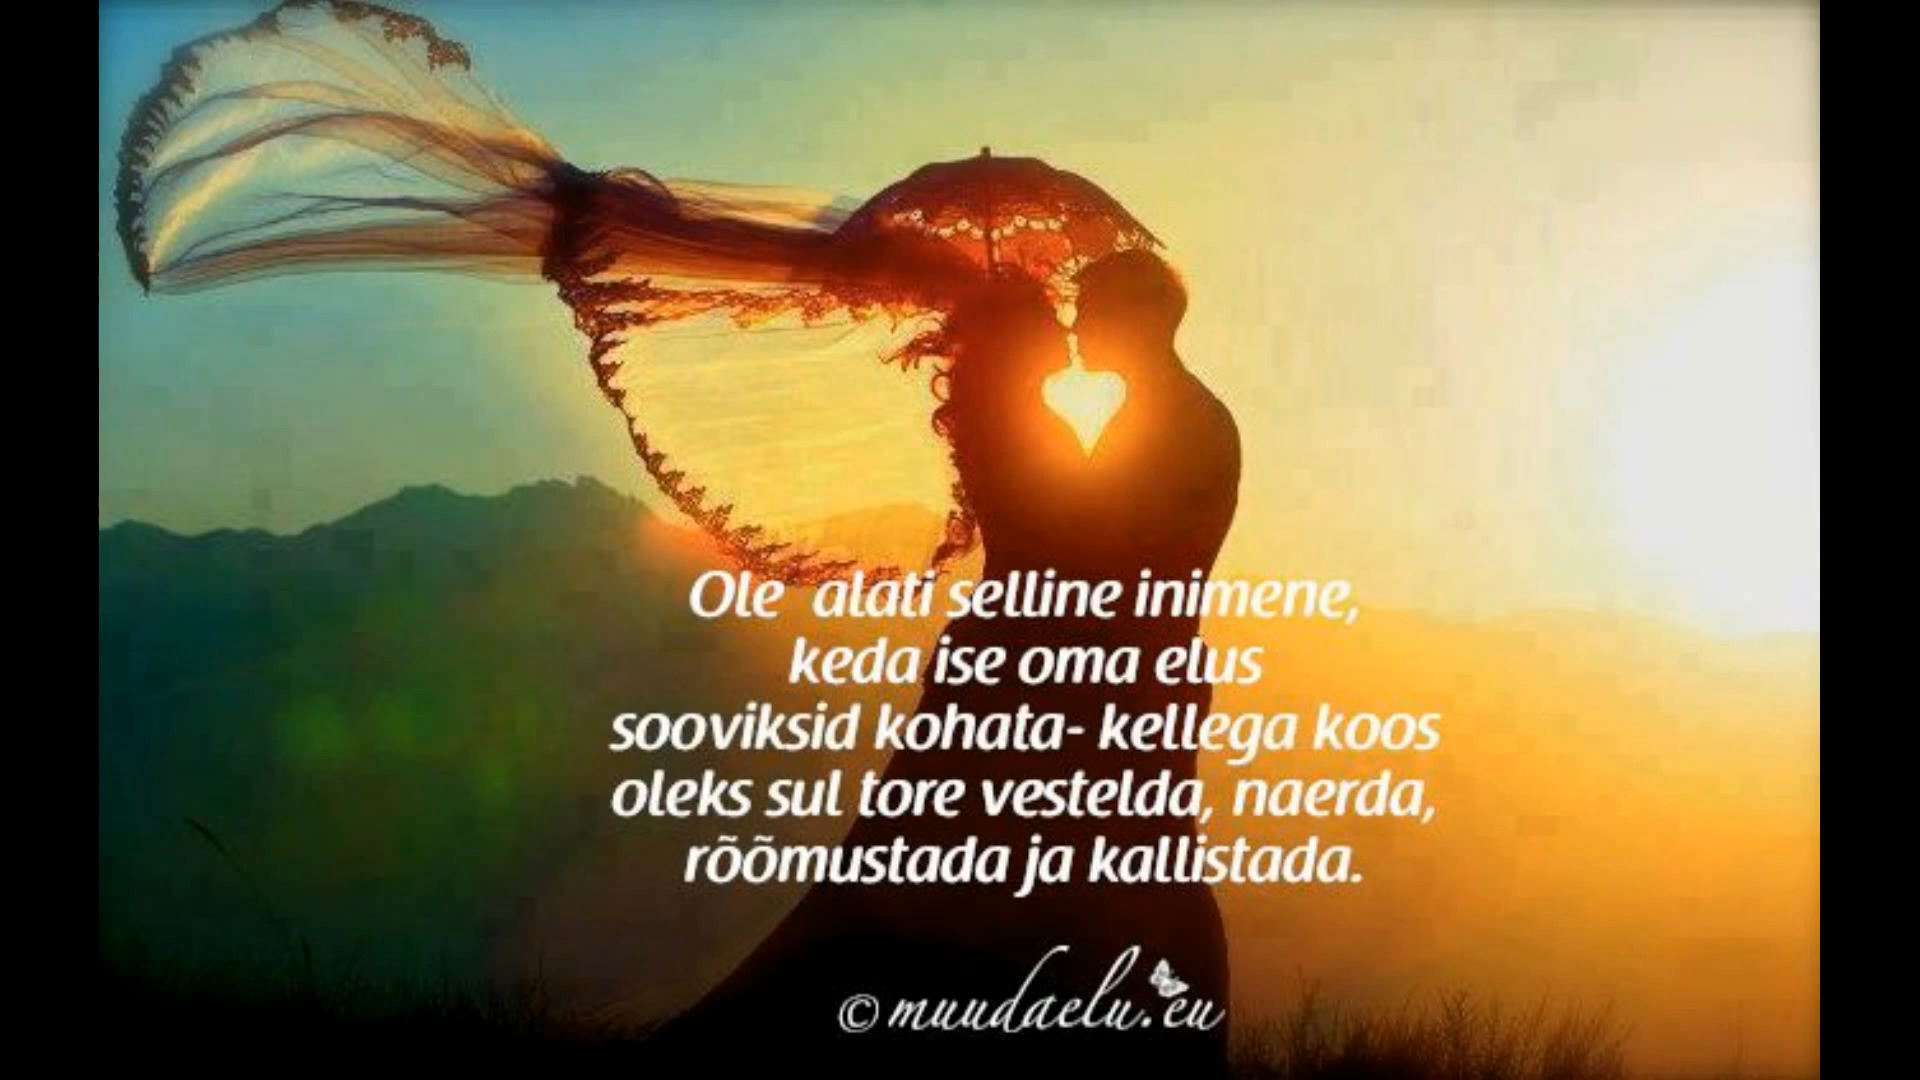 Ole alati selline inimene,
keda ise oma elus
sooviksid kohata- kellega koos
oleks sul tore vestelda, naerda,
rõõmustada ja kallistada.
© muudaelu.eu